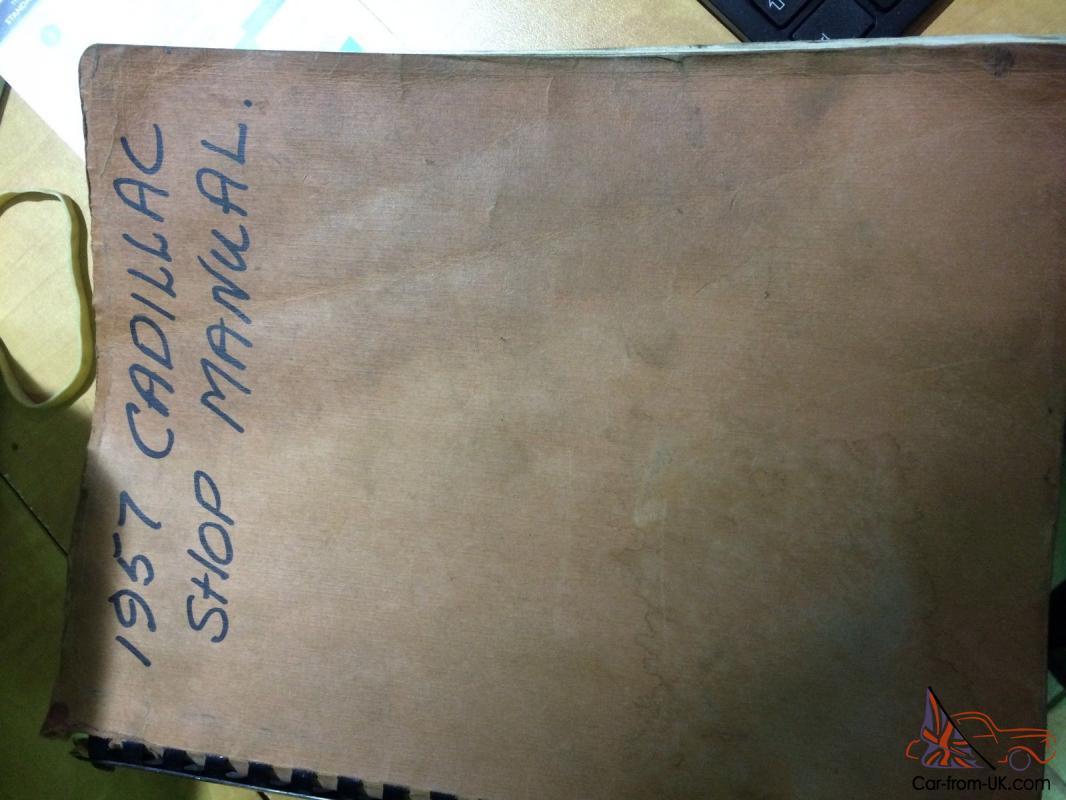 1957 CADILLAC
SHOP MANUAL.
Car-from-UK.com